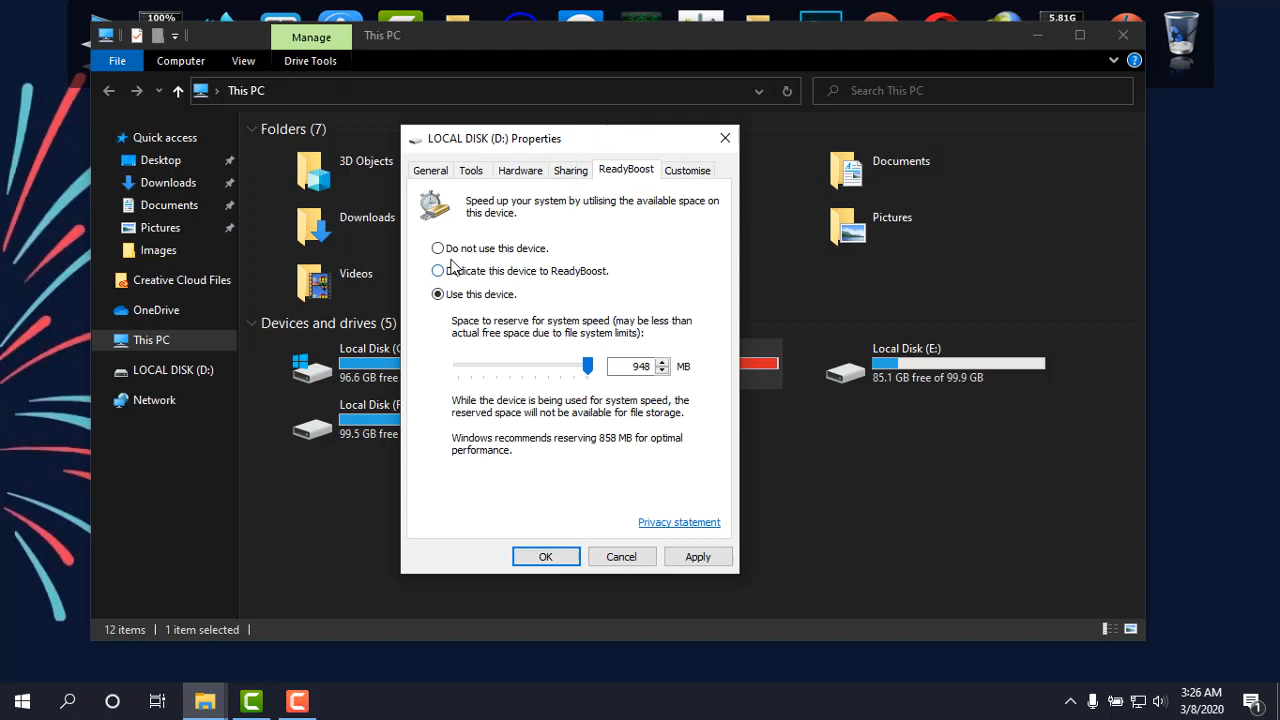 100%
5.81G
Manage
This PC
File
Computer
View
Drive Tools
This PC
Search This PC
Quick access
Desktop
Downloads
Documents
Pictures
Images
Creative Cloud Files
OneDrive
This PC
LOCAL DISK (D:)
Network
Folders (7)
3D Objects
Downloads
Videos
Documents
Pictures
Devices and drives (5)
Local Disk (
96.6 GB free
Local Disk (F
99.5 GB free
Local Disk (E:)
85.1 GB free of 99.9 GB
LOCAL DISK (D:) Properties
General
Tools
Hardware
Sharing
ReadyBoost
Customise
Speed up your system by utilising the available space on
this device.
Do not use this device.
Dedicate this device to ReadyBoost.
Use this device.
Space to reserve for system speed (may be less than
actual free space due to file system limits):
948 MB
While the device is being used for system speed, the
reserved space will not be available for file storage.
Windows recommends reserving 858 MB for optimal
performance.
Privacy statement
OK
Cancel
Apply
12 items
1 item selected
3:26 AM
3/8/2020
1